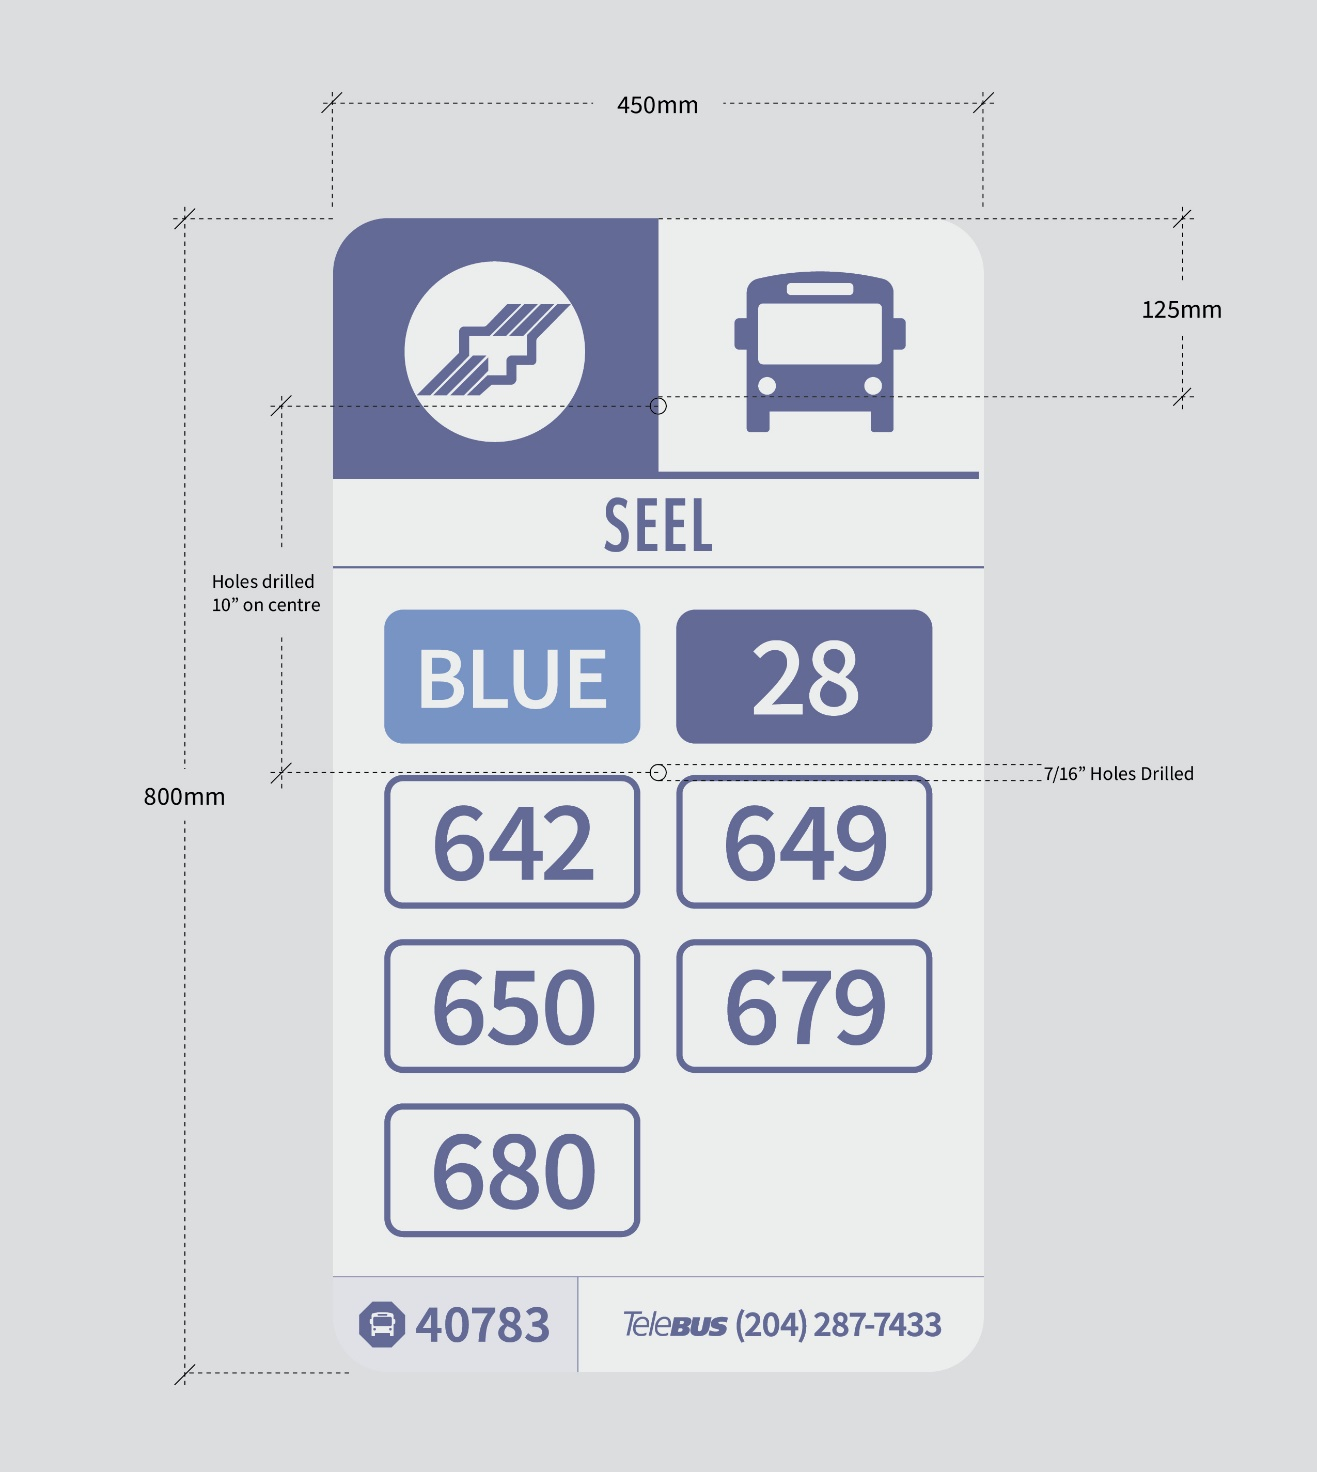 450mm
125mm
SEEL
Holes drilled
10” on centre
BLUE 28
7/16” Holes Drilled
800mm
642 649
650 679
680
40783 TeleBUS (204) 287-7433